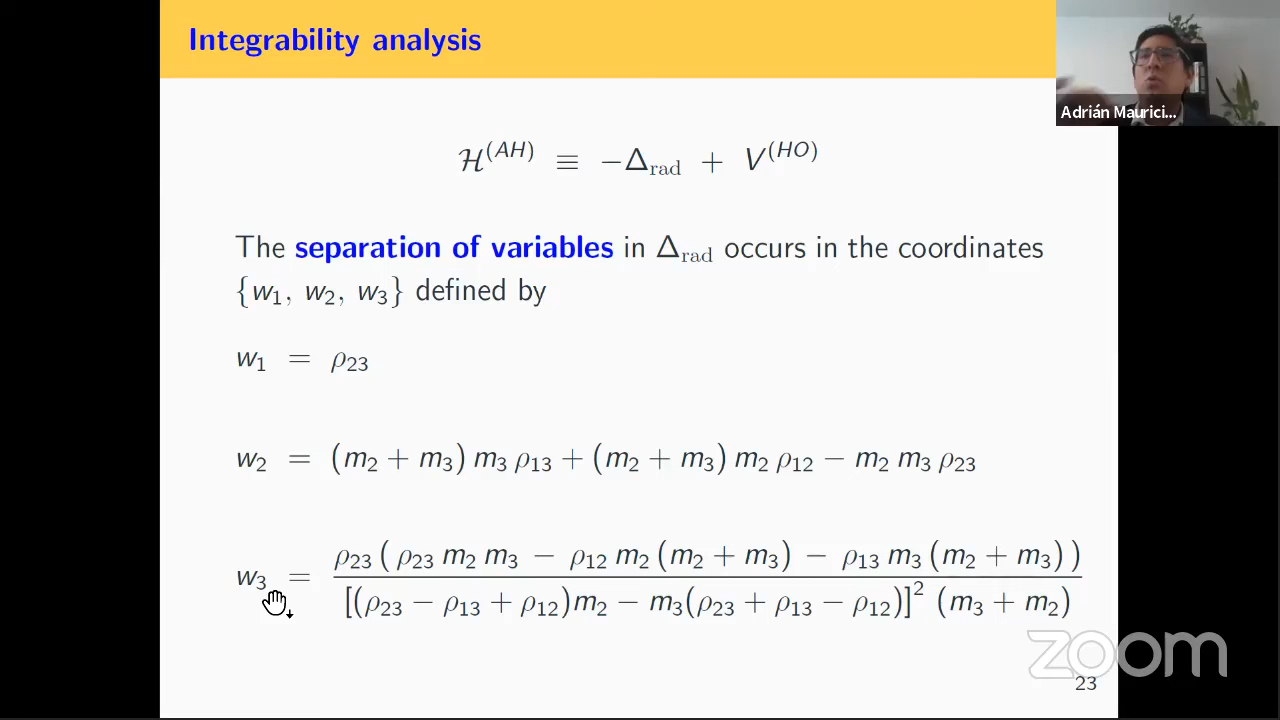 Integrability analysis
Adrián Maurici...
ℋ^(AH) ≡ −Δ_rad + V^(HO)
The separation of variables in Δ_rad occurs in the coordinates
{w₁, w₂, w₃} defined by
w₁ = ρ₂₃
w₂ = (m₂ + m₃) m₃ ρ₁₃ + (m₂ + m₃) m₂ ρ₁₂ − m₂ m₃ ρ₂₃
w₃ = ρ₂₃ ( ρ₂₃ m₂ m₃ − ρ₁₂ m₂ (m₂ + m₃) − ρ₁₃ m₃ (m₂ + m₃) ) / [(ρ₂₃ − ρ₁₃ + ρ₁₂)m₂ − m₃(ρ₂₃ + ρ₁₃ − ρ₁₂)]² (m₃ + m₂)
zoom
23